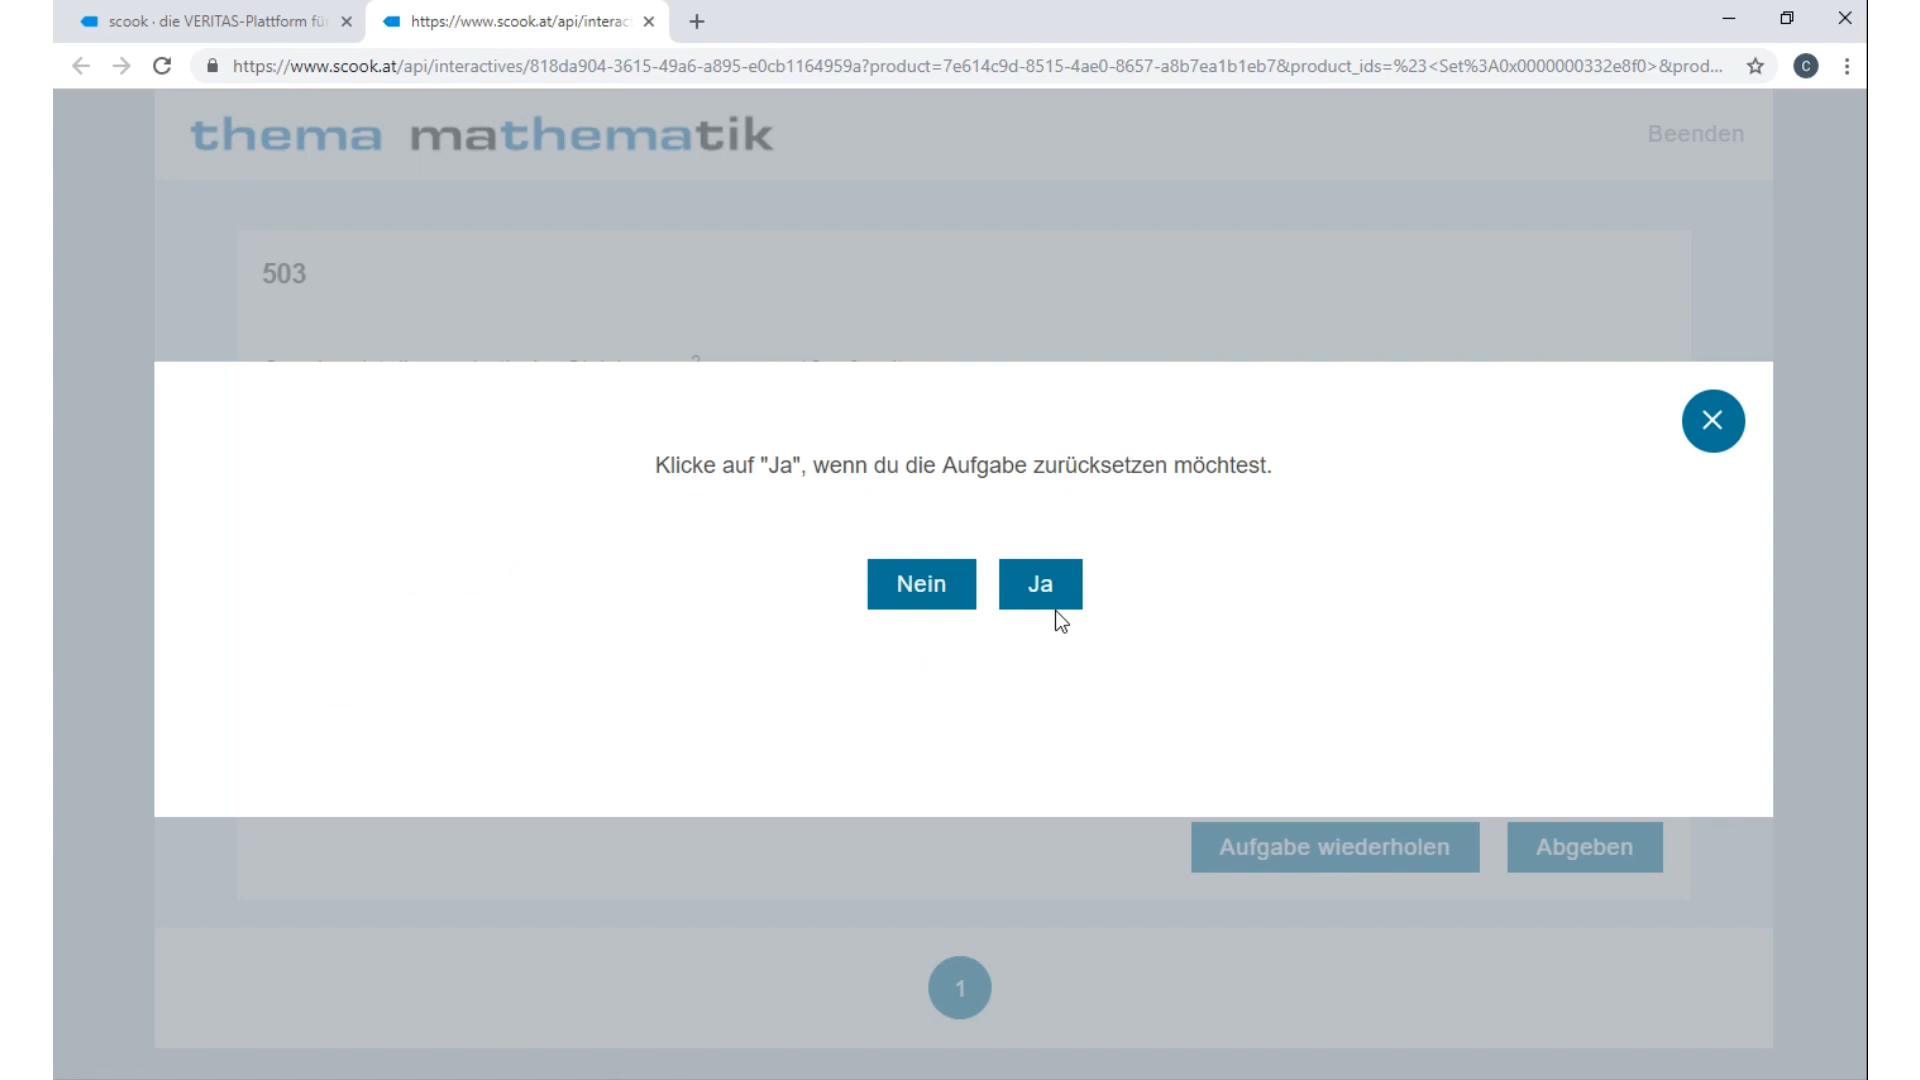 scook · die VERITAS-Plattform fü
https://www.scook.at/api/interac
https://www.scook.at/api/interactives/818da904-3615-49a6-a895-e0cb1164959a?product=7e614c9d-8515-4ae0-8657-a8b7ea1b1eb7&product_ids=%23<Set%3A0x0000000332e8f0>&prod...
C
thema mathematik
Beenden
503
Klicke auf "Ja", wenn du die Aufgabe zurücksetzen möchtest.
Nein
Ja
Aufgabe wiederholen
Abgeben
1